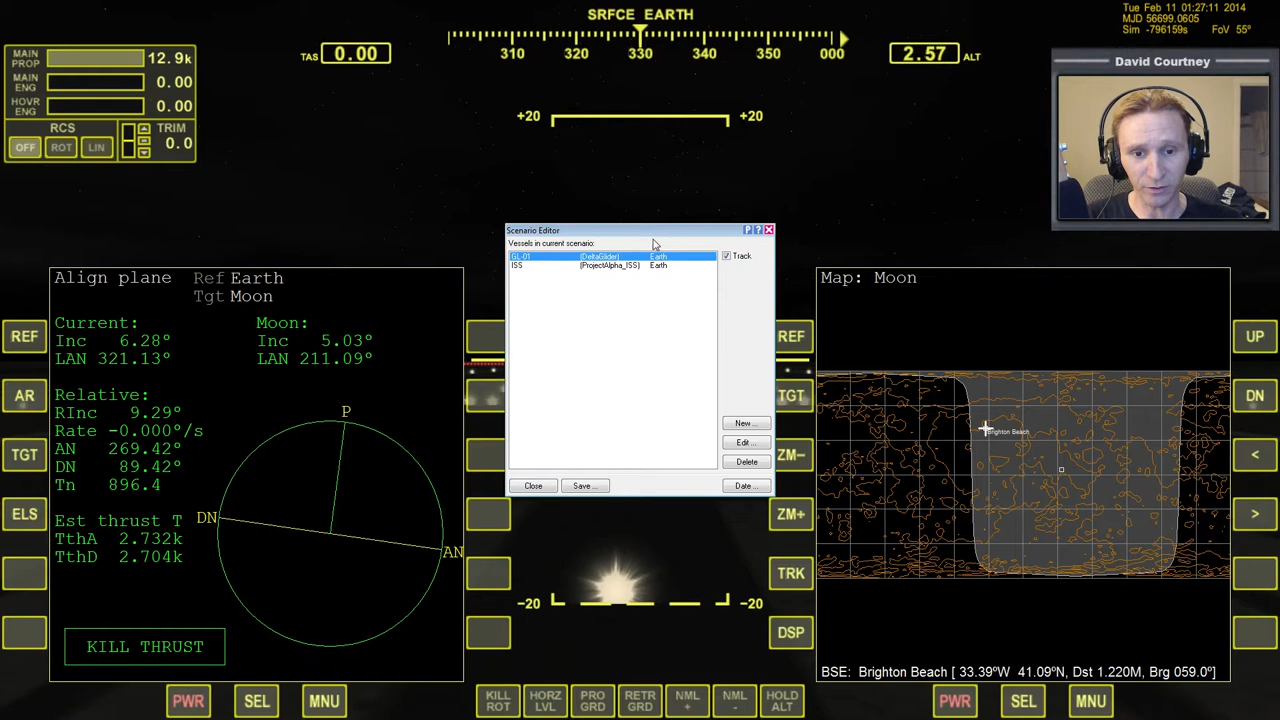 SRFCE EARTH
Tue Feb 11 01:27:11 2014
MJD 56699.0605
Sim -796159s FoV 55°
MAIN PROP 12.9k
MAIN ENG 0.00
HOVR ENG 0.00
RCS
TRIM
0.0
OFF ROT LIN
TAS 0.00
310 320 330 340 350 000
2.57 ALT
+20 +20
David Courtney
Scenario Editor P ?
Vessels in current scenario:
GL-01 (DeltaGlider) Earth
ISS (ProjectAlpha_ISS) Earth
Track
New ...
Edit ...
Delete
Close
Save ...
Date ...
Align plane Ref Earth
Tgt Moon
Current: Moon:
Inc 6.28° Inc 5.03°
LAN 321.13° LAN 211.09°
Relative:
RInc 9.29°
Rate -0.000°/s
AN 269.42°
DN 89.42°
Tn 896.4
Est thrust T
TthA 2.732k
TthD 2.704k
P
DN
AN
KILL THRUST
REF
AR
TGT
ELS
REF
TGT
ZM-
ZM+
TRK
DSP
-20 -20
Map: Moon
Brighton Beach
BSE: Brighton Beach [ 33.39°W 41.09°N, Dst 1.220M, Brg 059.0°]
UP
DN
<
>
PWR SEL MNU
KILL ROT
HORZ LVL
PRO GRD
RETR GRD
NML +
NML -
HOLD ALT
PWR SEL MNU